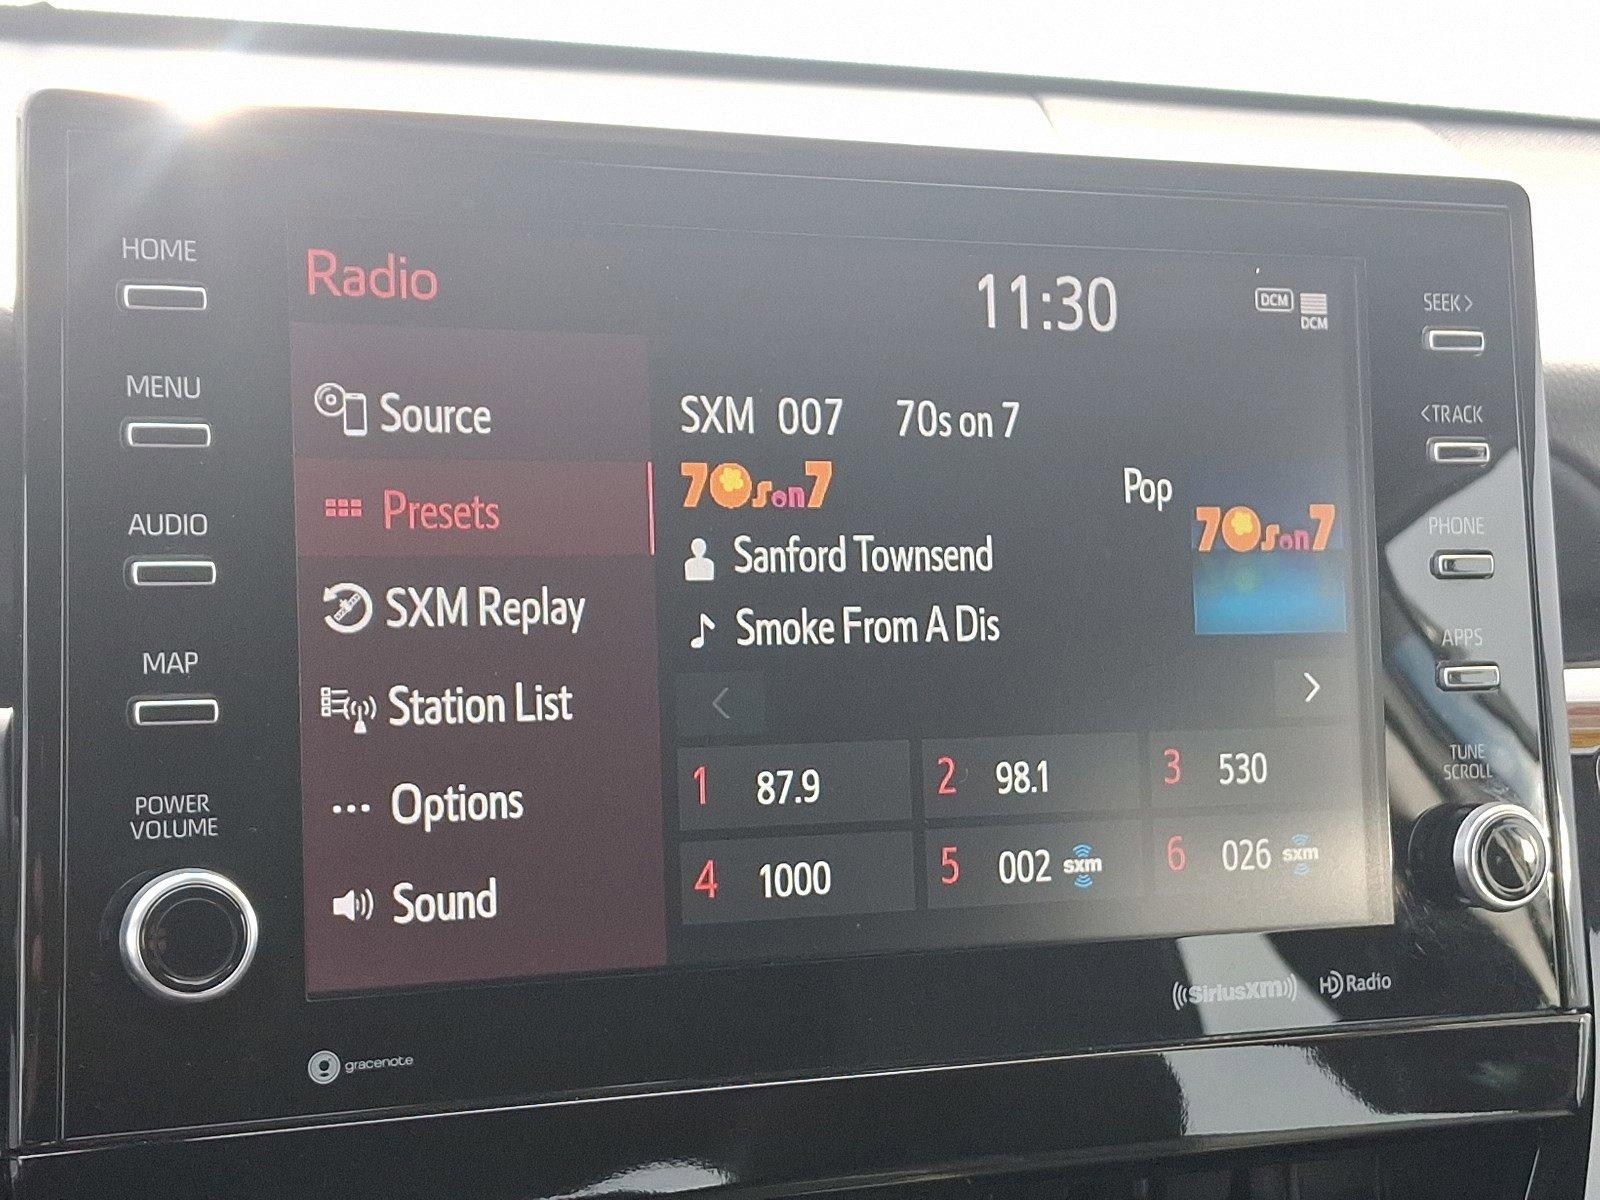 HOME
MENU
AUDIO
MAP
POWER
VOLUME
Radio
11:30
DCM
DCM
Source
Presets
SXM Replay
Station List
... Options
Sound
SXM 007 70s on 7
70s on 7
Pop
70s on 7
Sanford Townsend
Smoke From A Dis
<
>
1 87.9
2 98.1
3 530
4 1000
5 002 sxm
6 026 sxm
SEEK >
< TRACK
PHONE
APPS
TUNE
SCROLL
gracenote
((SiriusXM))
HD Radio